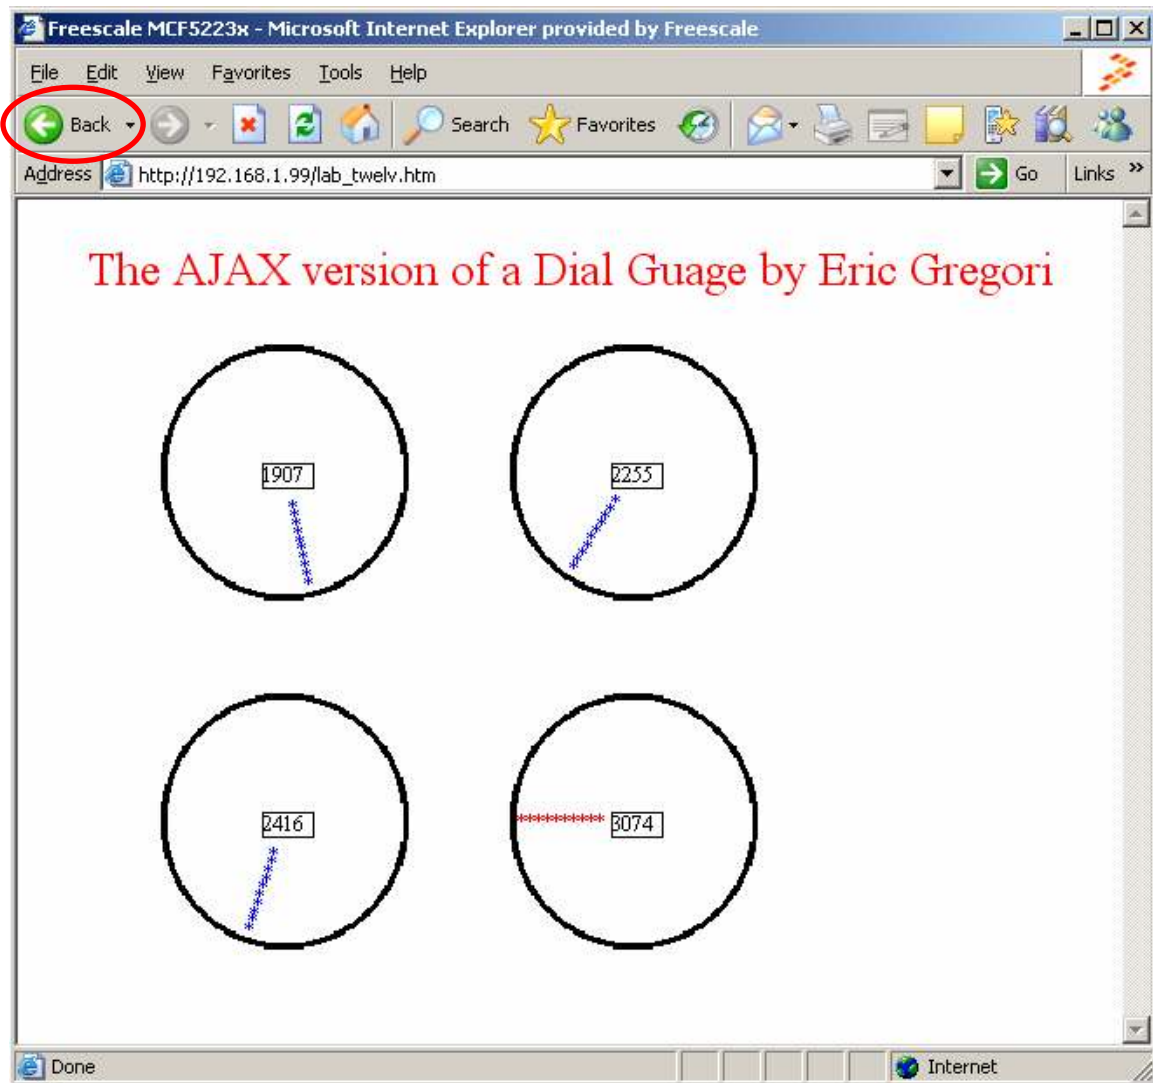 Freescale MCF5223x - Microsoft Internet Explorer provided by Freescale
File Edit View Favorites Tools Help
Back Search Favorites
Address http://192.168.1.99/lab_twelv.htm Go Links »
The AJAX version of a Dial Guage by Eric Gregori
1907 2255
2416 3074
Done Internet